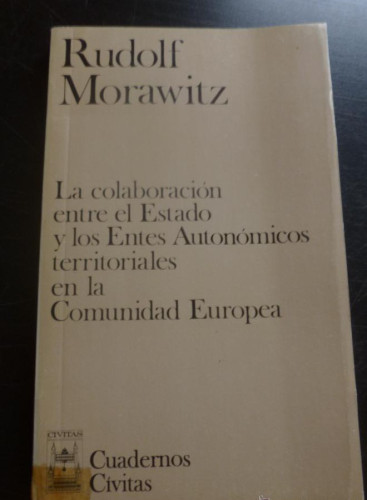 Rudolf
Morawitz
La colaboración
entre el Estado
y los Entes Autonómicos
territoriales
en la
Comunidad Europea
CIVITAS
Cuadernos
Cívitas